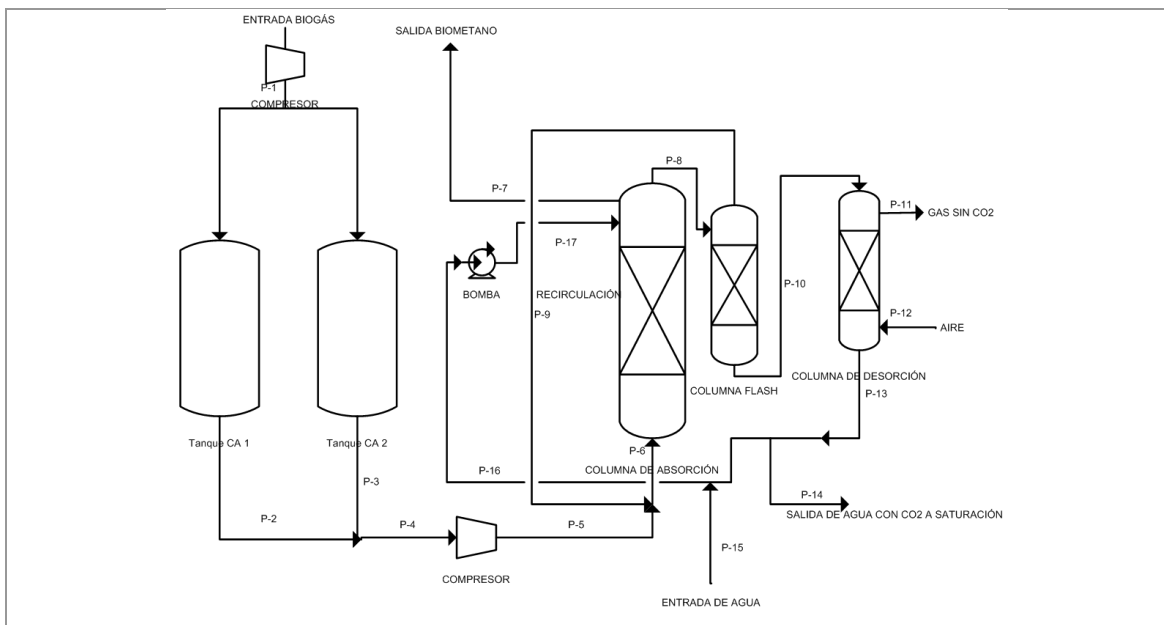 ENTRADA BIOGÁS
SALIDA BIOMETANO
P-1
COMPRESOR
P-8
P-7
P-11
GAS SIN CO2
P-17
P-10
BOMBA
RECIRCULACIÓN
P-9
P-12
AIRE
COLUMNA DE DESORCIÓN
COLUMNA FLASH
P-13
Tanque CA 1
Tanque CA 2
P-6
COLUMNA DE ABSORCIÓN
P-16
P-3
P-14
SALIDA DE AGUA CON CO2 A SATURACIÓN
P-2
P-4
P-5
P-15
COMPRESOR
ENTRADA DE AGUA